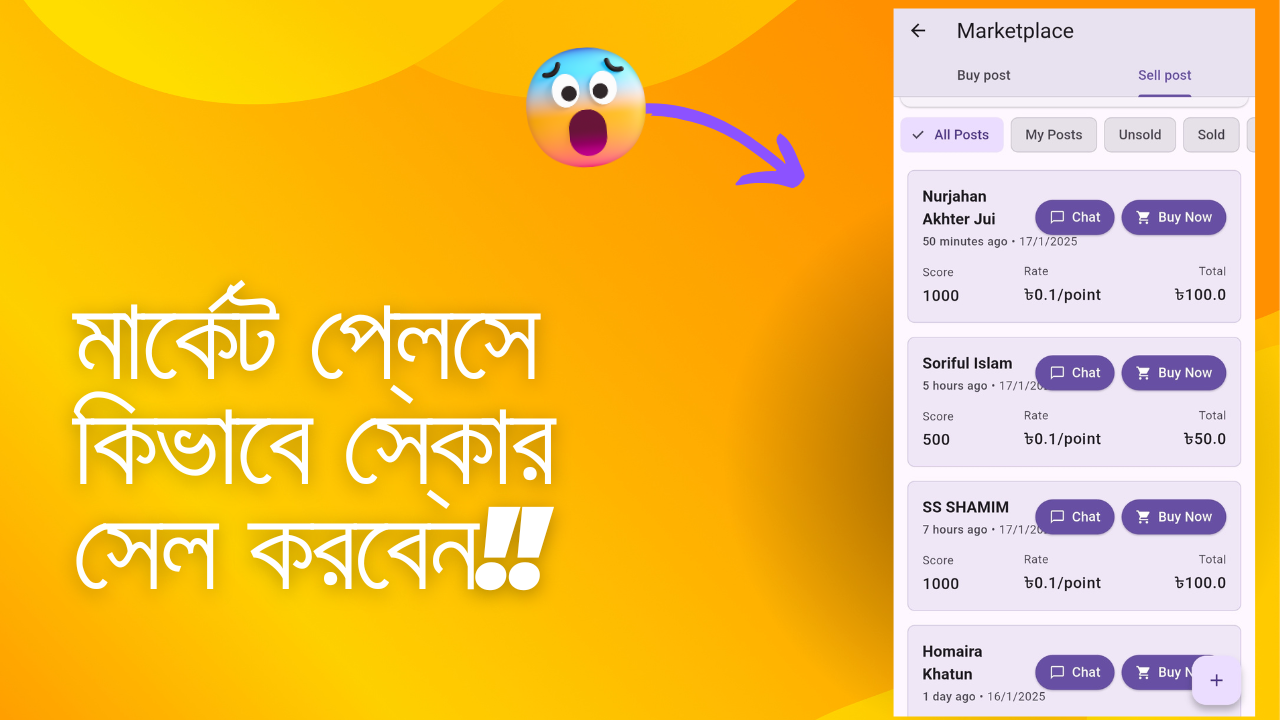 মার্কেট পে্লসে
কিভাবে সে্কোর
সেল করবেন!!
Marketplace
Buy post
Sell post
All Posts
My Posts
Unsold
Sold
Nurjahan
Akhter Jui
Chat
Buy Now
50 minutes ago • 17/1/2025
Score
Rate
Total
1000
৳0.1/point
৳100.0
Soriful Islam
Chat
Buy Now
5 hours ago • 17/1/20
Score
Rate
Total
500
৳0.1/point
৳50.0
SS SHAMIM
Chat
Buy Now
7 hours ago • 17/1/20
Score
Rate
Total
1000
৳0.1/point
৳100.0
Homaira
Khatun
Chat
Buy N
1 day ago • 16/1/2025